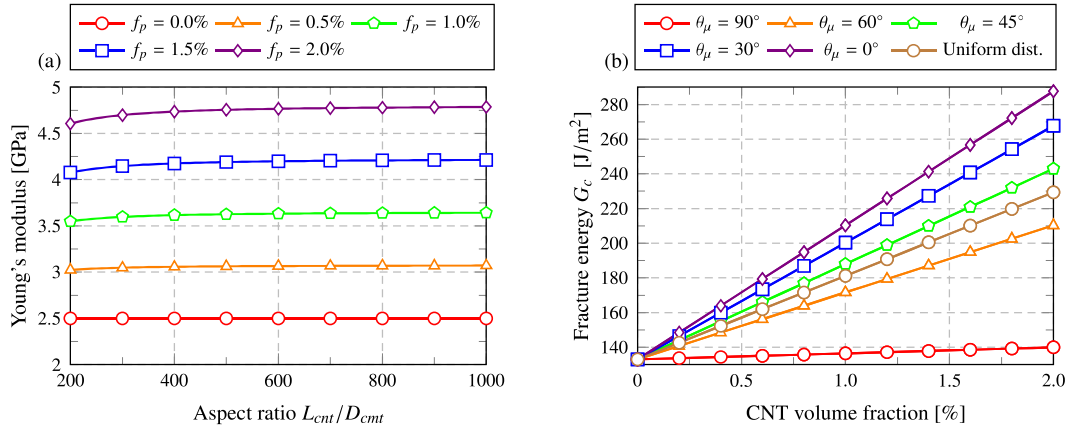 (a)
f_p = 0.0% f_p = 0.5% f_p = 1.0%
f_p = 1.5% f_p = 2.0%
5
4.5
4
3.5
3
2.5
2
200 400 600 800 1000
Young's modulus [GPa]
Aspect ratio L_cnt/D_cmt
(b)
θ_μ = 90° θ_μ = 60° θ_μ = 45°
θ_μ = 30° θ_μ = 0° Uniform dist.
280
260
240
220
200
180
160
140
0 0.5 1.0 1.5 2.0
Fracture energy G_c [J/m²]
CNT volume fraction [%]